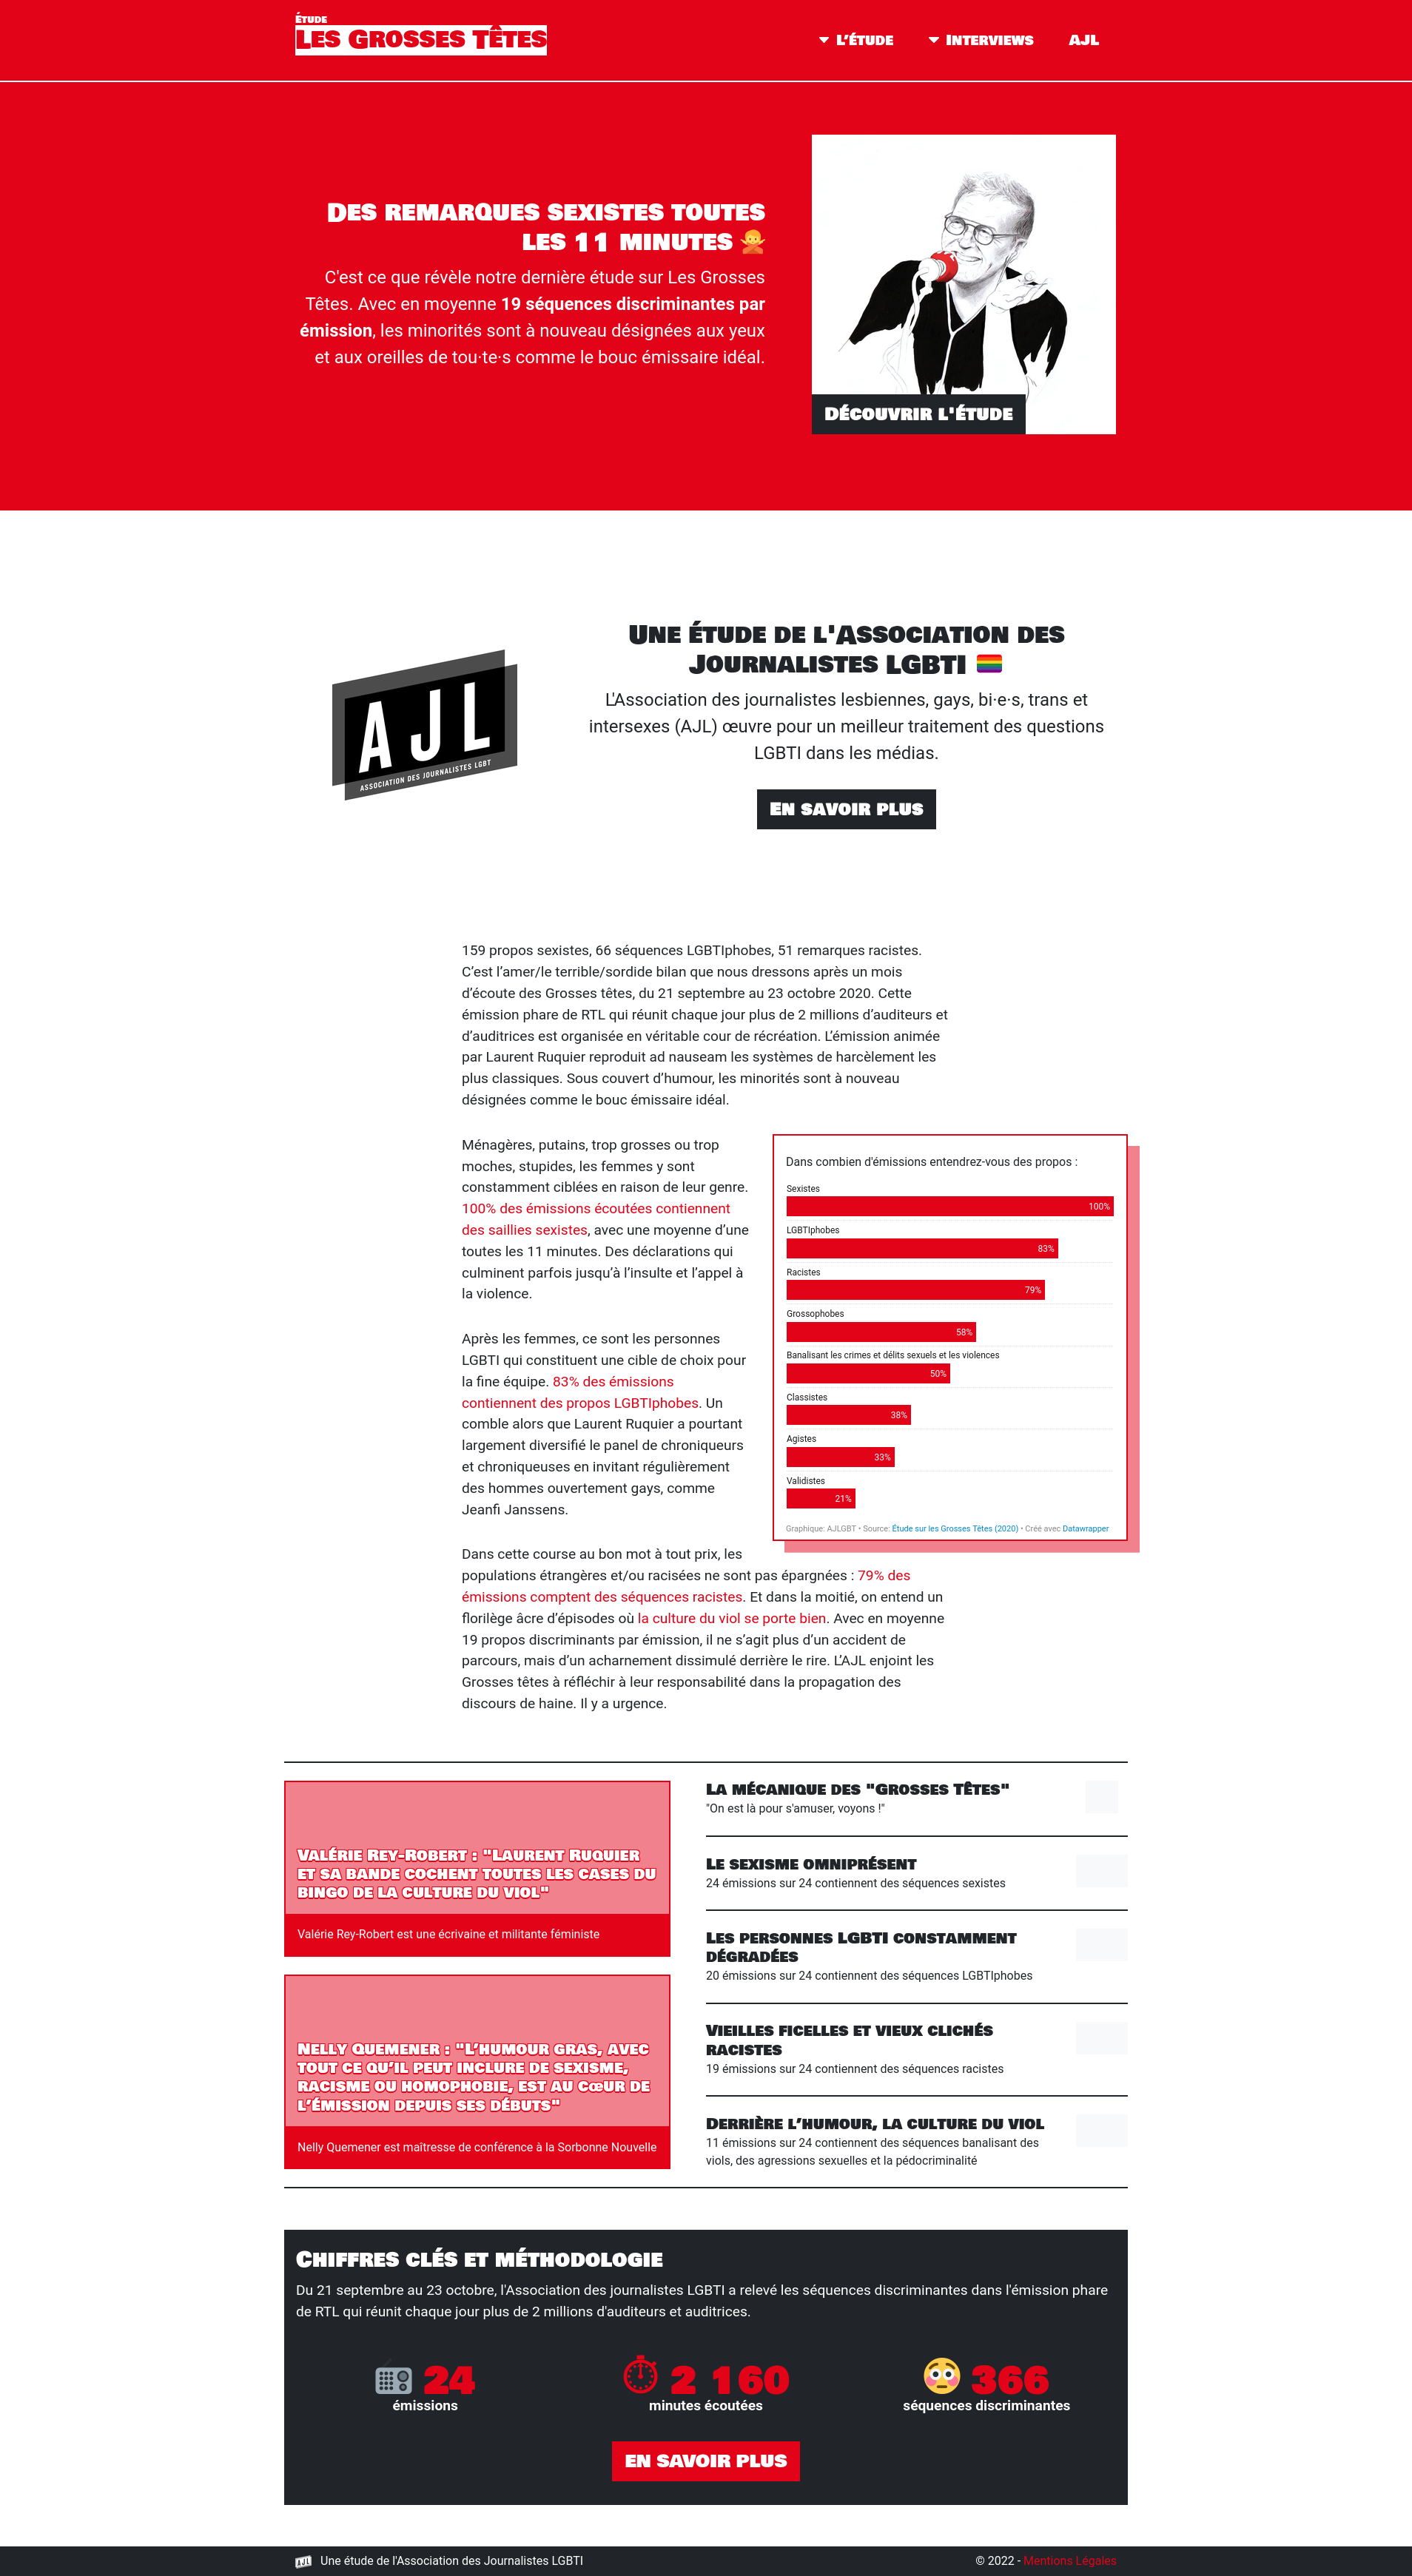 Étude
Les Grosses Têtes
L’étude
Interviews
AJL
Des remarques sexistes toutes
les 11 minutes 🙅
C'est ce que révèle notre dernière étude sur Les Grosses
Têtes. Avec en moyenne 19 séquences discriminantes par
émission, les minorités sont à nouveau désignées aux yeux
et aux oreilles de tou·te·s comme le bouc émissaire idéal.
Découvrir l'étude
AJL
ASSOCIATION DES JOURNALISTES LGBT
Une étude de l'Association des
Journalistes LGBTI 🏳️‍🌈
L'Association des journalistes lesbiennes, gays, bi·e·s, trans et
intersexes (AJL) œuvre pour un meilleur traitement des questions
LGBTI dans les médias.
En savoir plus
159 propos sexistes, 66 séquences LGBTIphobes, 51 remarques racistes.
C’est l’amer/le terrible/sordide bilan que nous dressons après un mois
d’écoute des Grosses têtes, du 21 septembre au 23 octobre 2020. Cette
émission phare de RTL qui réunit chaque jour plus de 2 millions d’auditeurs et
d’auditrices est organisée en véritable cour de récréation. L’émission animée
par Laurent Ruquier reproduit ad nauseam les systèmes de harcèlement les
plus classiques. Sous couvert d’humour, les minorités sont à nouveau
désignées comme le bouc émissaire idéal.
Ménagères, putains, trop grosses ou trop
moches, stupides, les femmes y sont
constamment ciblées en raison de leur genre.
100% des émissions écoutées contiennent
des saillies sexistes, avec une moyenne d’une
toutes les 11 minutes. Des déclarations qui
culminent parfois jusqu’à l’insulte et l’appel à
la violence.
Après les femmes, ce sont les personnes
LGBTI qui constituent une cible de choix pour
la fine équipe. 83% des émissions
contiennent des propos LGBTIphobes. Un
comble alors que Laurent Ruquier a pourtant
largement diversifié le panel de chroniqueurs
et chroniqueuses en invitant régulièrement
des hommes ouvertement gays, comme
Jeanfi Janssens.
Dans cette course au bon mot à tout prix, les
populations étrangères et/ou racisées ne sont pas épargnées : 79% des
émissions comptent des séquences racistes. Et dans la moitié, on entend un
florilège âcre d’épisodes où la culture du viol se porte bien. Avec en moyenne
19 propos discriminants par émission, il ne s’agit plus d’un accident de
parcours, mais d’un acharnement dissimulé derrière le rire. L’AJL enjoint les
Grosses têtes à réfléchir à leur responsabilité dans la propagation des
discours de haine. Il y a urgence.
Dans combien d'émissions entendrez-vous des propos :
Sexistes
100%
LGBTIphobes
83%
Racistes
79%
Grossophobes
58%
Banalisant les crimes et délits sexuels et les violences
50%
Classistes
38%
Agistes
33%
Validistes
21%
Graphique: AJLGBT • Source: Étude sur les Grosses Têtes (2020) • Créé avec Datawrapper
Valérie Rey-Robert : "Laurent Ruquier
et sa bande cochent toutes les cases du
bingo de la culture du viol"
Valérie Rey-Robert est une écrivaine et militante féministe
Nelly Quemener : "L’humour gras, avec
tout ce qu’il peut inclure de sexisme,
racisme ou homophobie, est au cœur de
l’émission depuis ses débuts"
Nelly Quemener est maîtresse de conférence à la Sorbonne Nouvelle
La mécanique des "Grosses Têtes"
"On est là pour s'amuser, voyons !"
Le sexisme omniprésent
24 émissions sur 24 contiennent des séquences sexistes
Les personnes LGBTI constamment
dégradées
20 émissions sur 24 contiennent des séquences LGBTIphobes
Vieilles ficelles et vieux clichés
racistes
19 émissions sur 24 contiennent des séquences racistes
Derrière l’humour, la culture du viol
11 émissions sur 24 contiennent des séquences banalisant des
viols, des agressions sexuelles et la pédocriminalité
Chiffres clés et méthodologie
Du 21 septembre au 23 octobre, l'Association des journalistes LGBTI a relevé les séquences discriminantes dans l'émission phare
de RTL qui réunit chaque jour plus de 2 millions d'auditeurs et auditrices.
📻 24
émissions
⏱ 2 160
minutes écoutées
😳 366
séquences discriminantes
en savoir plus
AJL
Une étude de l'Association des Journalistes LGBTI
© 2022 - Mentions Légales